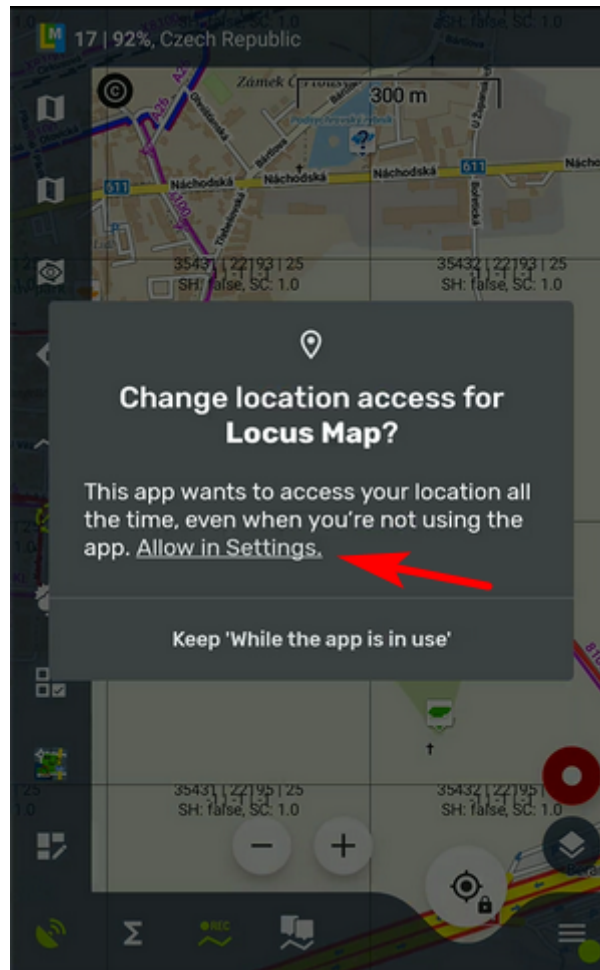 LM 17 | 92%, Czech Republic
Zámek
300 m
611
Náchodská
Náchodská
Náchodská
611
35431 | 22193 | 25
SH: false, SC: 1.0
35432 | 22193 | 25
SH: false, SC: 1.0
Change location access for
Locus Map?
This app wants to access your location all
the time, even when you’re not using the
app. Allow in Settings.
Keep 'While the app is in use'
35431 | 22195 | 25
SH: false, SC: 1.0
35432 | 22195 |
SH: false, SC: 1.0
REC